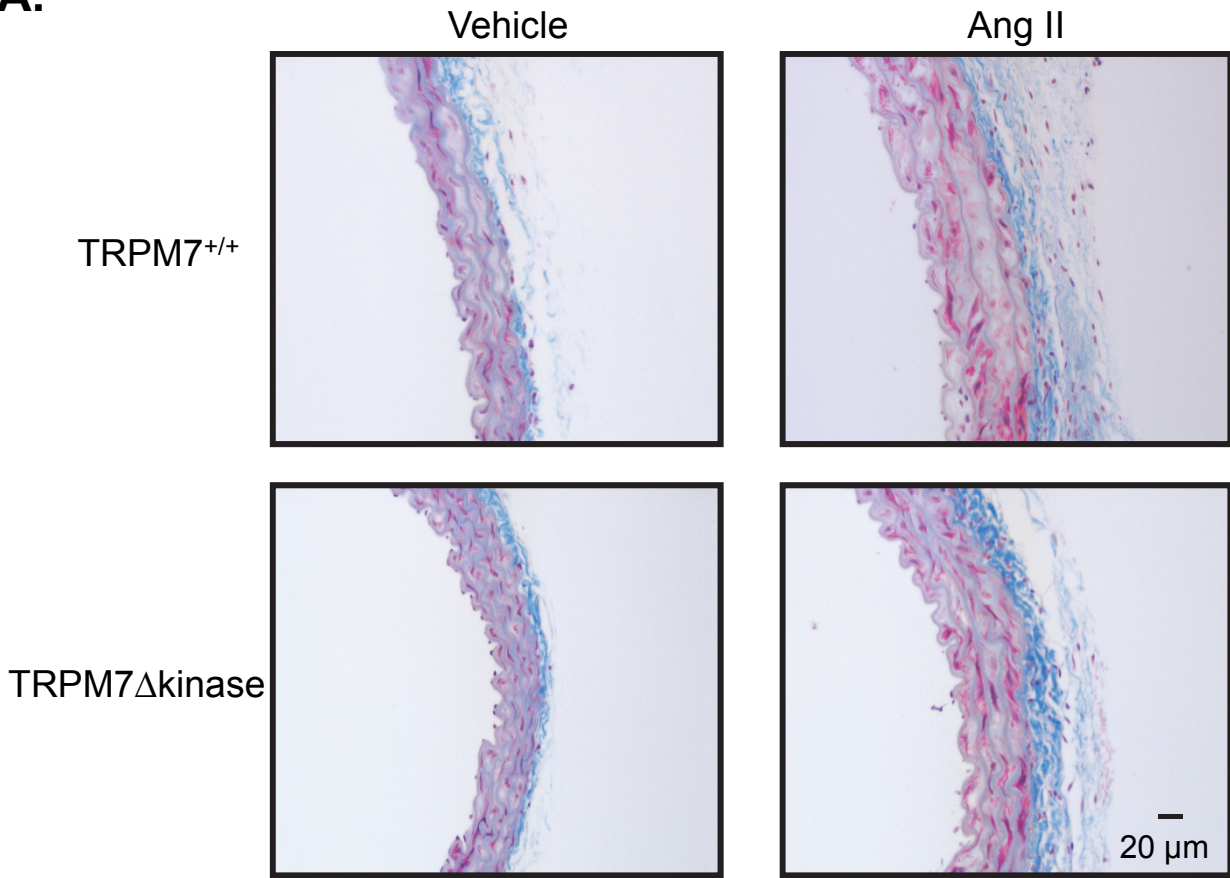 A.
Vehicle Ang II
TRPM7+/+
TRPM7Δkinase
20 µm